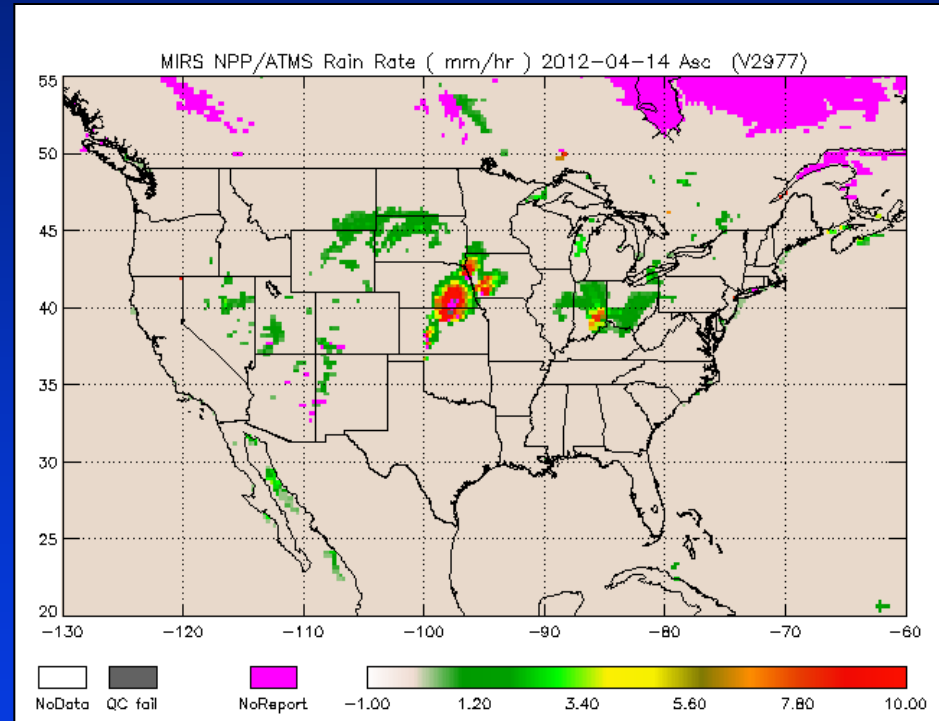 MIRS NPP/ATMS Rain Rate ( mm/hr ) 2012-04-14 Asc (V2977)
55
50
45
40
35
30
25
20
-130 -120 -110 -100 -90 -80 -70 -60
NoData QC fail NoReport -1.00 1.20 3.40 5.60 7.80 10.00